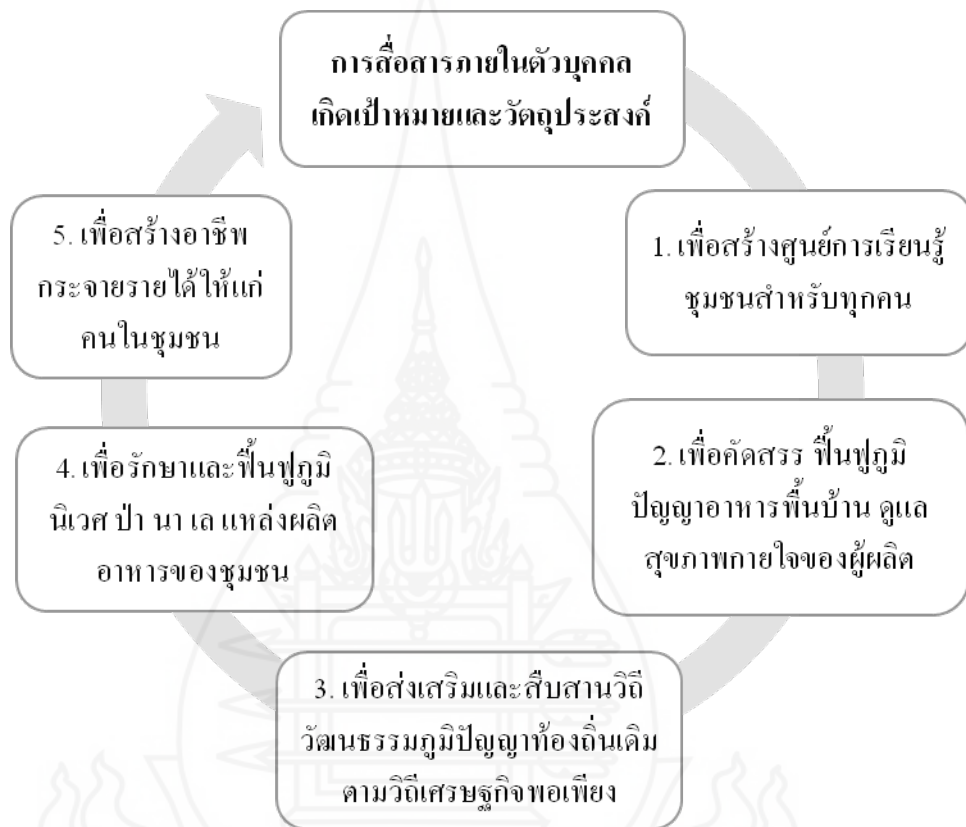 การสื่อสารภายในตัวบุคคล
เกิดเป้าหมายและวัตถุประสงค์
1. เพื่อสร้างศูนย์การเรียนรู้
ชุมชนสำหรับทุกคน
2. เพื่อคัดสรร ฟื้นฟูภูมิ
ปัญญาอาหารพื้นบ้าน ดูแล
สุขภาพกายใจของผู้ผลิต
3. เพื่อส่งเสริมและสืบสานวิถี
วัฒนธรรมภูมิปัญญาท้องถิ่นเดิม
ตามวิถีเศรษฐกิจพอเพียง
4. เพื่อรักษาและฟื้นฟูภูมิ
นิเวศ ป่า นา เล แหล่งผลิต
อาหารของชุมชน
5. เพื่อสร้างอาชีพ
กระจายรายได้ให้แก่
คนในชุมชน